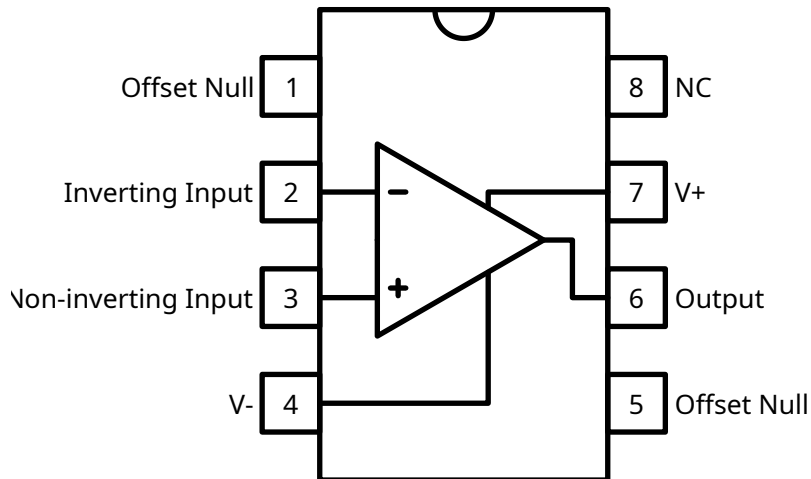 Offset Null 1 8 NC
Inverting Input 2 − 7 V+
Non-inverting Input 3 + 6 Output
V- 4 5 Offset Null